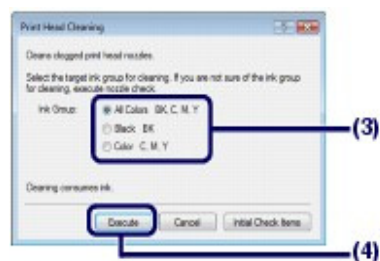 Print Head Cleaning
Cleans clogged print head nozzles.
Select the target ink group for cleaning. If you are not sure of the ink group
for cleaning, execute nozzle check.
Ink Group:
All Colors BK, C, M, Y
Black BK
Color C, M, Y
(3)
Cleaning consumes ink.
Execute
Cancel
Initial Check Items
(4)